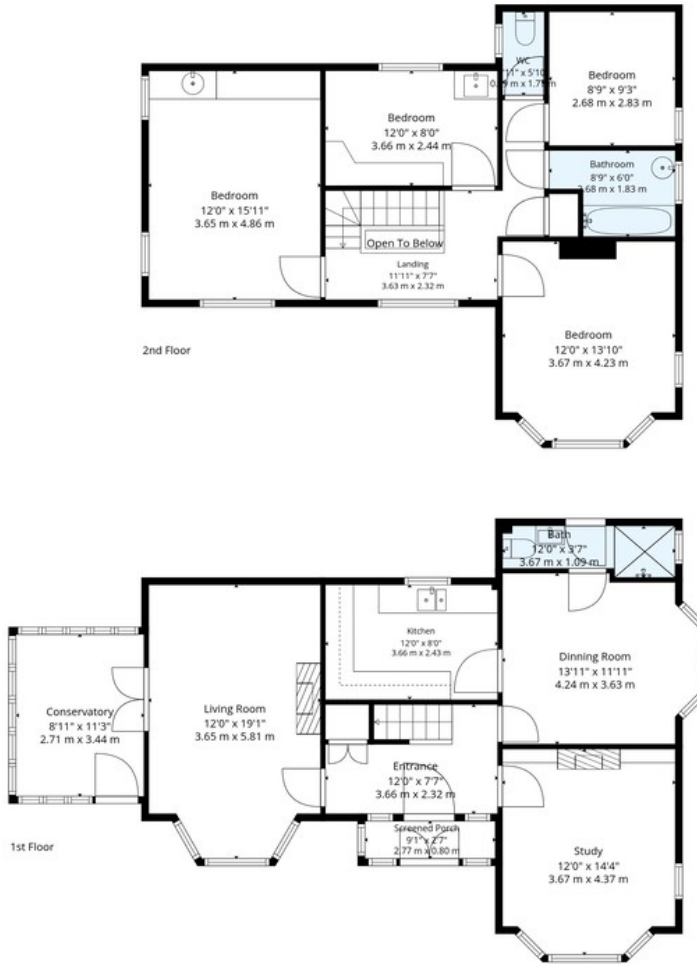 WC
5'10
Bedroom
8'9" x 9'3"
2.68 m x 2.83 m
Bedroom
12'0" x 8'0"
3.66 m x 2.44 m
Bathroom
8'9" x 6'0"
2.68 m x 1.83 m
Bedroom
12'0" x 15'11"
3.65 m x 4.86 m
Open To Below
Landing
11'11" x 7'7"
3.63 m x 2.32 m
Bedroom
12'0" x 13'10"
3.67 m x 4.23 m
2nd Floor
Bath
12'0" x 3'7"
3.67 m x 1.09 m
Kitchen
12'0" x 8'0"
3.66 m x 2.43 m
Dinning Room
13'11" x 11'11"
4.24 m x 3.63 m
Conservatory
8'11" x 11'3"
2.71 m x 3.44 m
Living Room
12'0" x 19'1"
3.65 m x 5.81 m
Entrance
12'0" x 7'7"
3.66 m x 2.32 m
Screened Porch
9'1" x 2'7"
2.77 m x 0.80 m
1st Floor
Study
12'0" x 14'4"
3.67 m x 4.37 m